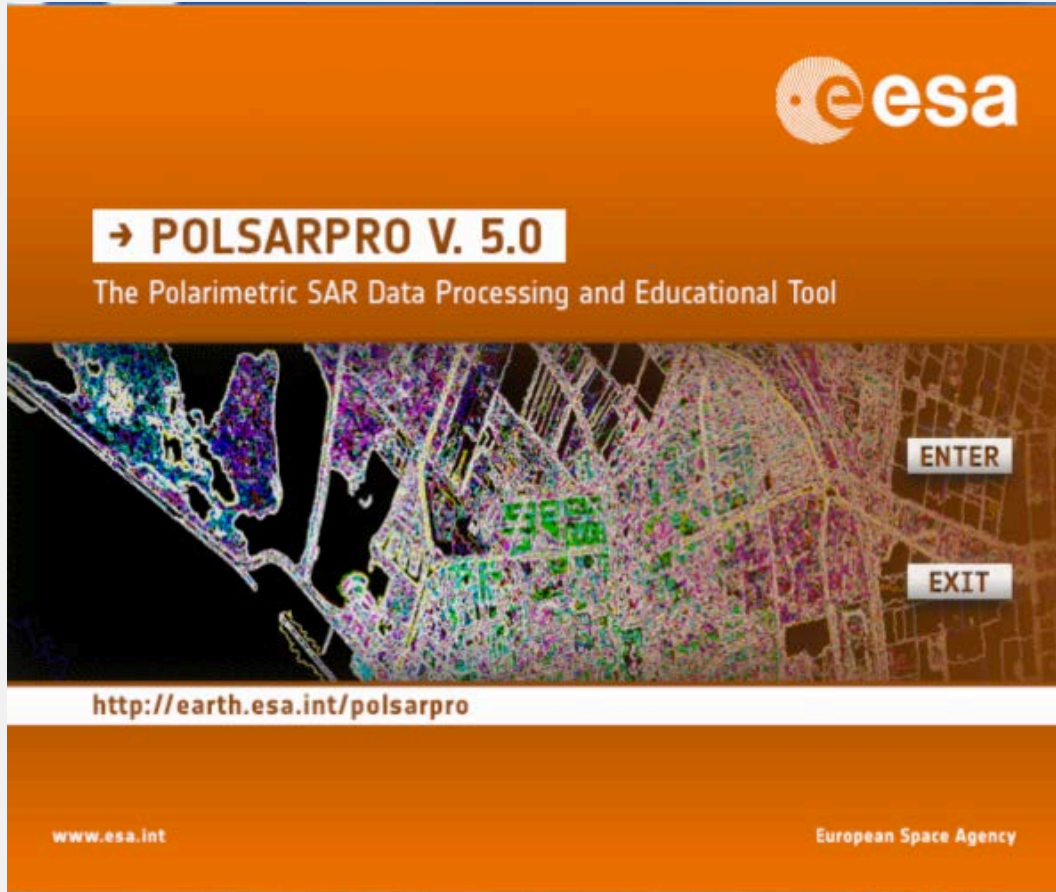 esa
→ POLSARPRO V. 5.0
The Polarimetric SAR Data Processing and Educational Tool
ENTER
EXIT
http://earth.esa.int/polsarpro
www.esa.int
European Space Agency